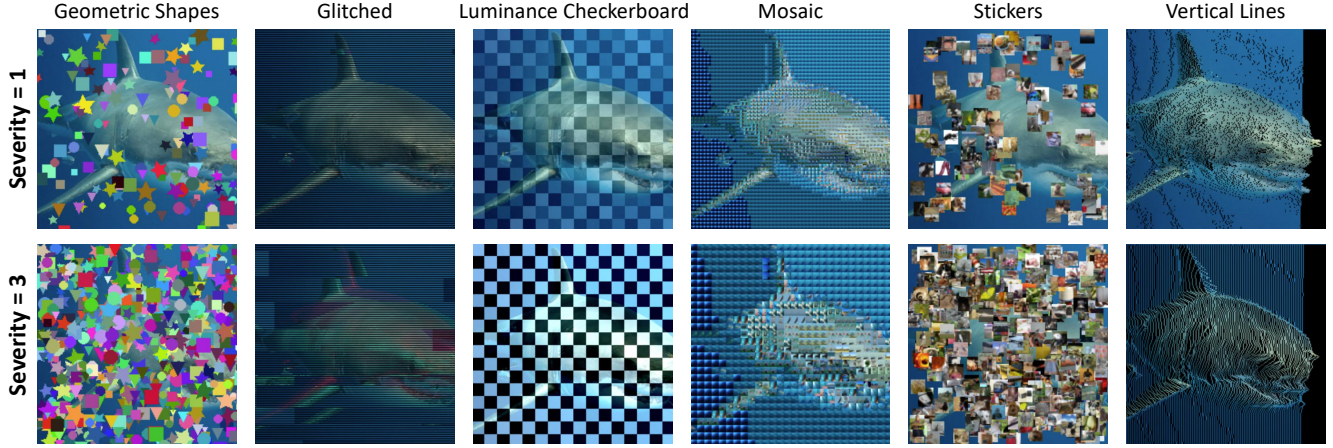 Geometric Shapes Glitched Luminance Checkerboard Mosaic Stickers Vertical Lines
Severity = 1
Severity = 3